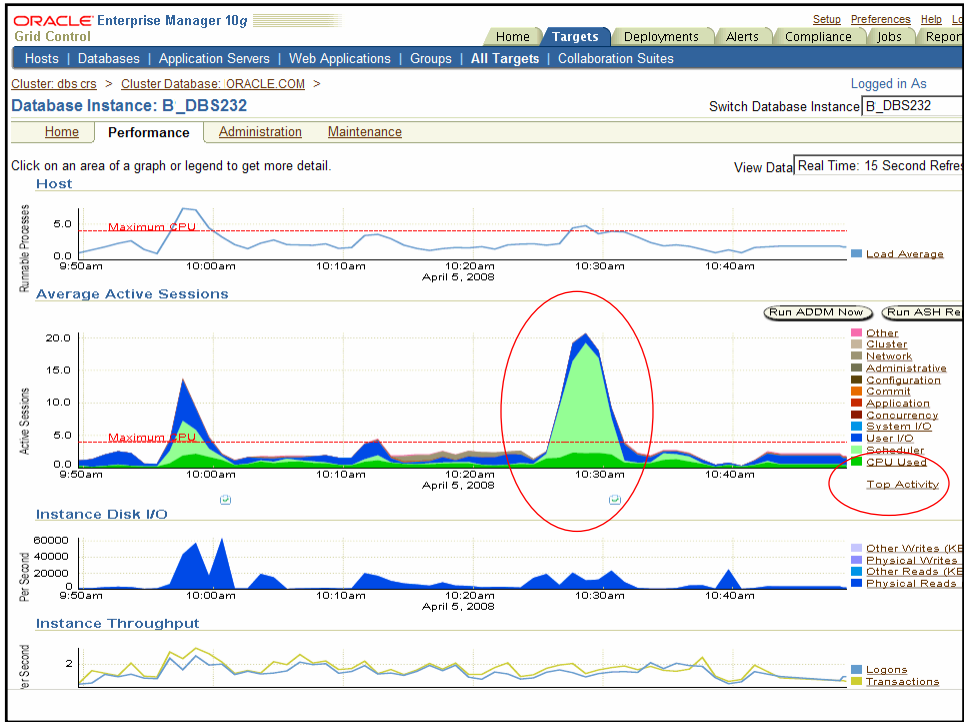 ORACLE Enterprise Manager 10g
Grid Control
Setup Preferences Help
Home Targets Deployments Alerts Compliance Jobs Repor
Hosts | Databases | Application Servers | Web Applications | Groups | All Targets | Collaboration Suites
Cluster: dbs crs > Cluster Database: ORACLE.COM >
Logged in As
Database Instance: B_DBS232
Switch Database Instance B_DBS232
Home Performance Administration Maintenance
Click on an area of a graph or legend to get more detail.
View Data Real Time: 15 Second Refres
Host
Runnable Processes
5.0
0.0
Maximum CPU
9:50am 10:00am 10:10am 10:20am 10:30am 10:40am
April 5, 2008
Load Average
Average Active Sessions
Run ADDM Now Run ASH Re
Active Sessions
20.0
15.0
10.0
5.0
0.0
Maximum CPU
9:50am 10:00am 10:10am 10:20am 10:30am 10:40am
April 5, 2008
Other
Cluster
Network
Administrative
Configuration
Commit
Application
Concurrency
System I/O
User I/O
Scheduler
CPU Used
Top Activity
Instance Disk I/O
Per Second
60000
40000
20000
0
9:50am 10:00am 10:10am 10:20am 10:30am 10:40am
April 5, 2008
Other Writes (KB
Physical Writes
Other Reads (KB
Physical Reads
Instance Throughput
Per Second
2
Logons
Transactions